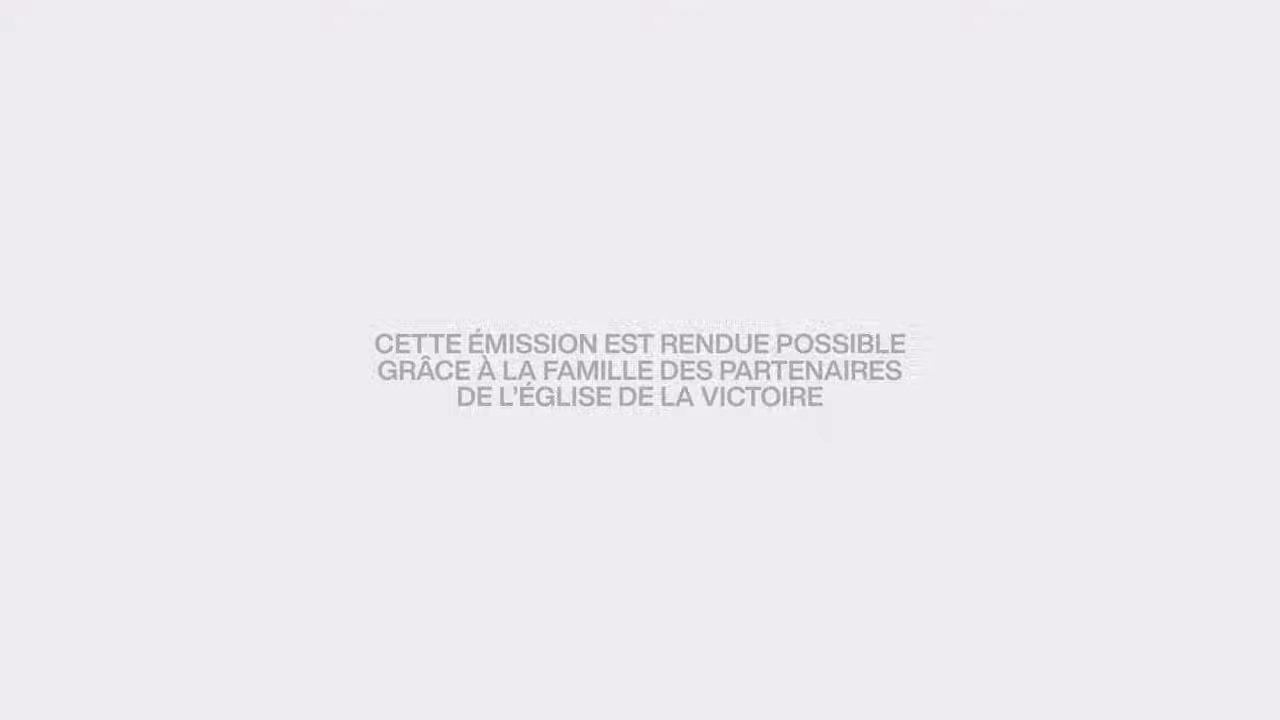 CETTE ÉMISSION EST RENDUE POSSIBLE
GRÂCE À LA FAMILLE DES PARTENAIRES
DE L’ÉGLISE DE LA VICTOIRE